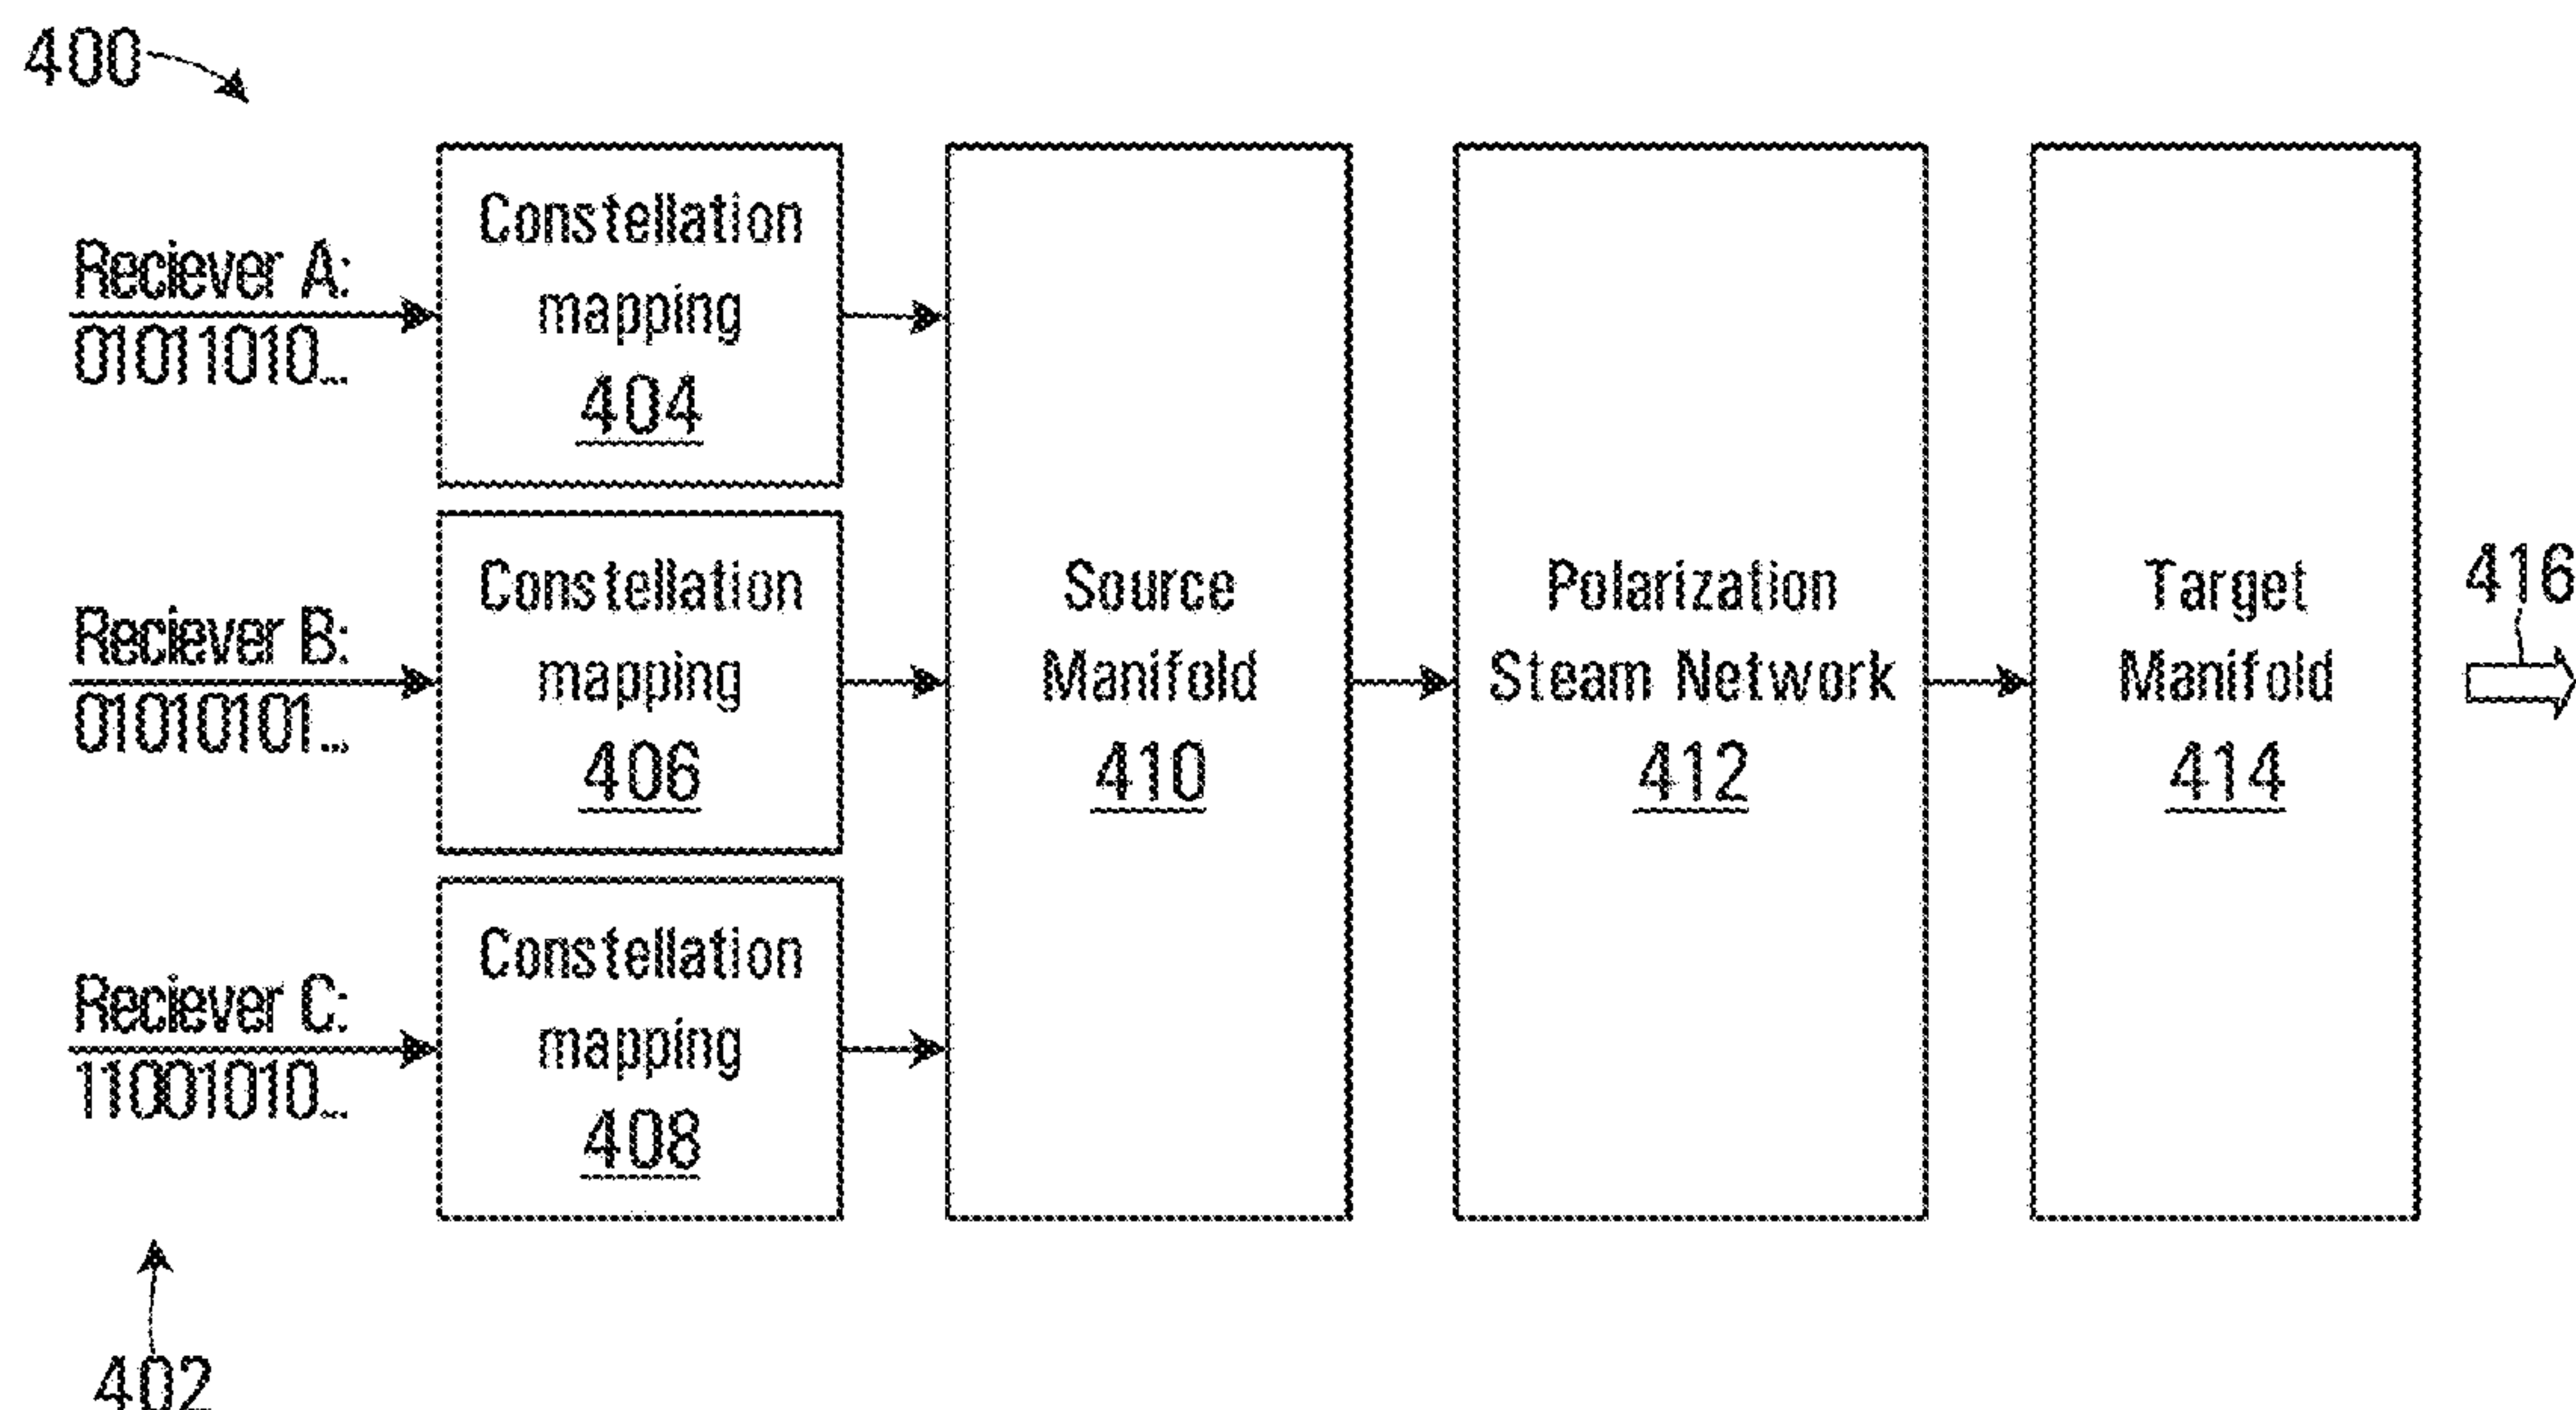 400
Reciever A:
01011010...
Constellation
mapping
404
Reciever B:
01010101...
Constellation
mapping
406
Reciever C:
11001010...
Constellation
mapping
408
Source
Manifold
410
Polarization
Steam Network
412
Target
Manifold
414
416
402